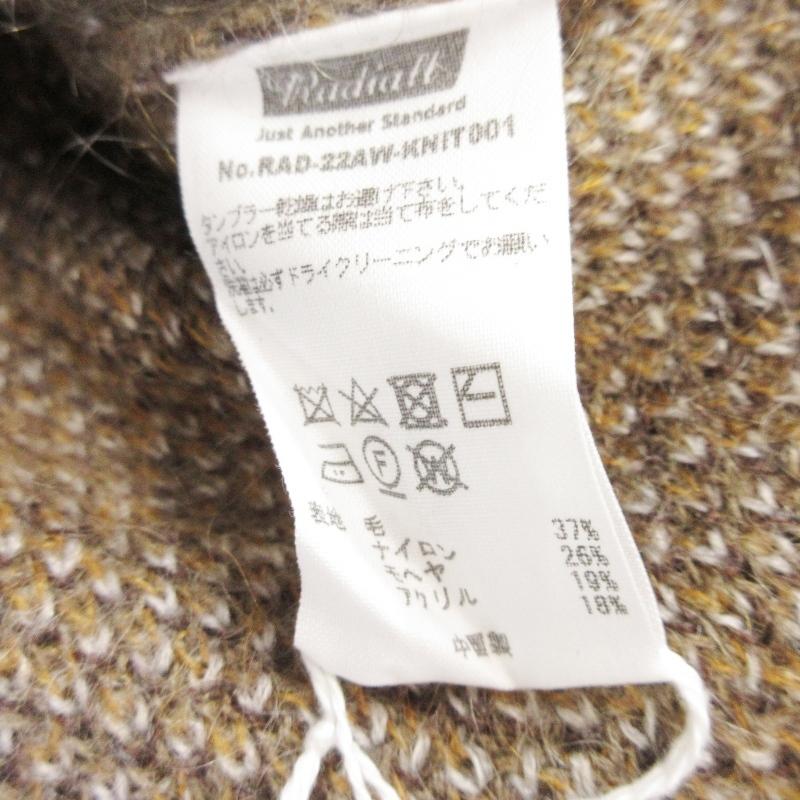 Radiall
Just Another Standard
No.RAD-22AW-KNIT001
タンブラー乾燥はお避け下さい。
アイロンを当てる際は当て布をしてくだ
さい。
洗濯は必ずドライクリーニングでお願い
します。
F
W
表地 毛 37%
ナイロン 26%
モヘヤ 19%
アクリル 18%
中国製